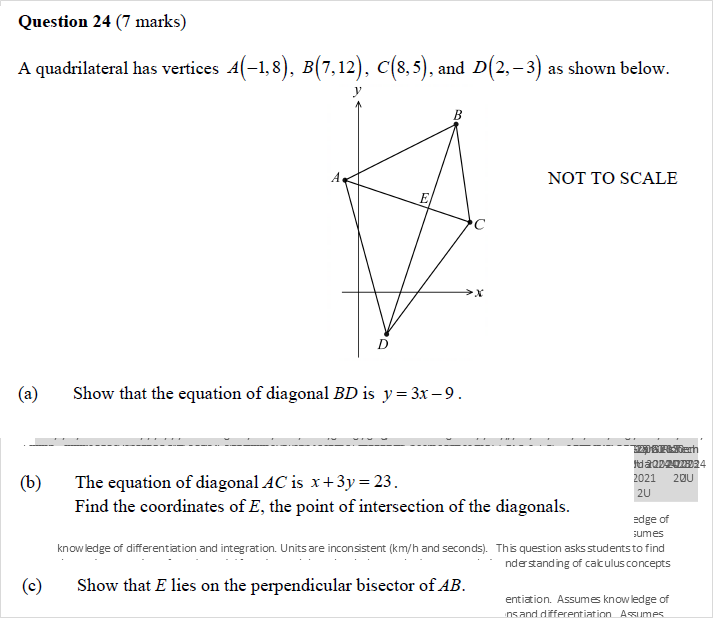 Question 24 (7 marks)
A quadrilateral has vertices A(−1,8), B(7,12), C(8,5), and D(2,−3) as shown below.
y
B
A
NOT TO SCALE
E
C
x
D
(a) Show that the equation of diagonal BD is y = 3x − 9.
2021 20U
2U
(b) The equation of diagonal AC is x + 3y = 23.
Find the coordinates of E, the point of intersection of the diagonals.
edge of
sumes
knowledge of differentiation and integration. Units are inconsistent (km/h and seconds). This question asks students to find
nderstanding of calculus concepts
(c) Show that E lies on the perpendicular bisector of AB.
entiation. Assumes knowledge of
ns and differentiation. Assumes